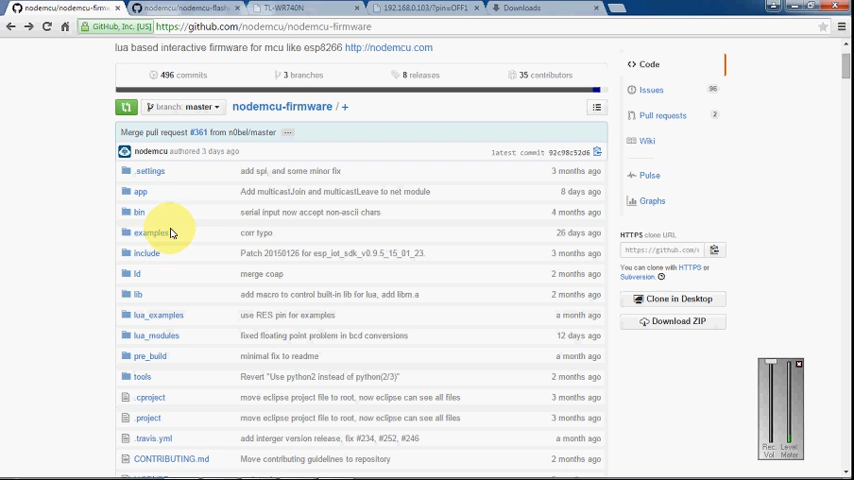 nodemcu/nodemcu-firm
nodemcu/nodemcu-flash
TL-WR740N
192.168.0.103/?pin=OFF1
Downloads
GitHub, Inc. [US] https://github.com/nodemcu/nodemcu-firmware
lua based interactive firmware for mcu like esp8266 http://nodemcu.com
496 commits 3 branches 8 releases 35 contributors
branch: master nodemcu-firmware / +
Merge pull request #361 from n0bel/master ...
nodemcu authored 3 days ago latest commit 92c98c52d6
.settings add spi, and some minor fix 3 months ago
app Add multicastJoin and multicastLeave to net module 8 days ago
bin serial input now accept non-ascii chars 4 months ago
examples corr typo 26 days ago
include Patch 20150126 for esp_iot_sdk_v0.9.5_15_01_23. 3 months ago
ld merge coap 2 months ago
lib add macro to control built-in lib for lua, add libm.a 2 months ago
lua_examples use RES pin for examples a month ago
lua_modules fixed floating point problem in bcd conversions 12 days ago
pre_build minimal fix to readme a month ago
tools Revert "Use python2 instead of python(2/3)" 2 months ago
.cproject move eclipse project file to root, now eclipse can see all files 3 months ago
.project move eclipse project file to root, now eclipse can see all files 3 months ago
.travis.yml add interger version release, fix #234, #252, #246 a month ago
CONTRIBUTING.md Move contributing guidelines to repository 2 months ago
Code
Issues 96
Pull requests 2
Wiki
Pulse
Graphs
HTTPS clone URL
https://github.com/
You can clone with HTTPS or
Subversion.
Clone in Desktop
Download ZIP
Rec. Level
Vol Meter